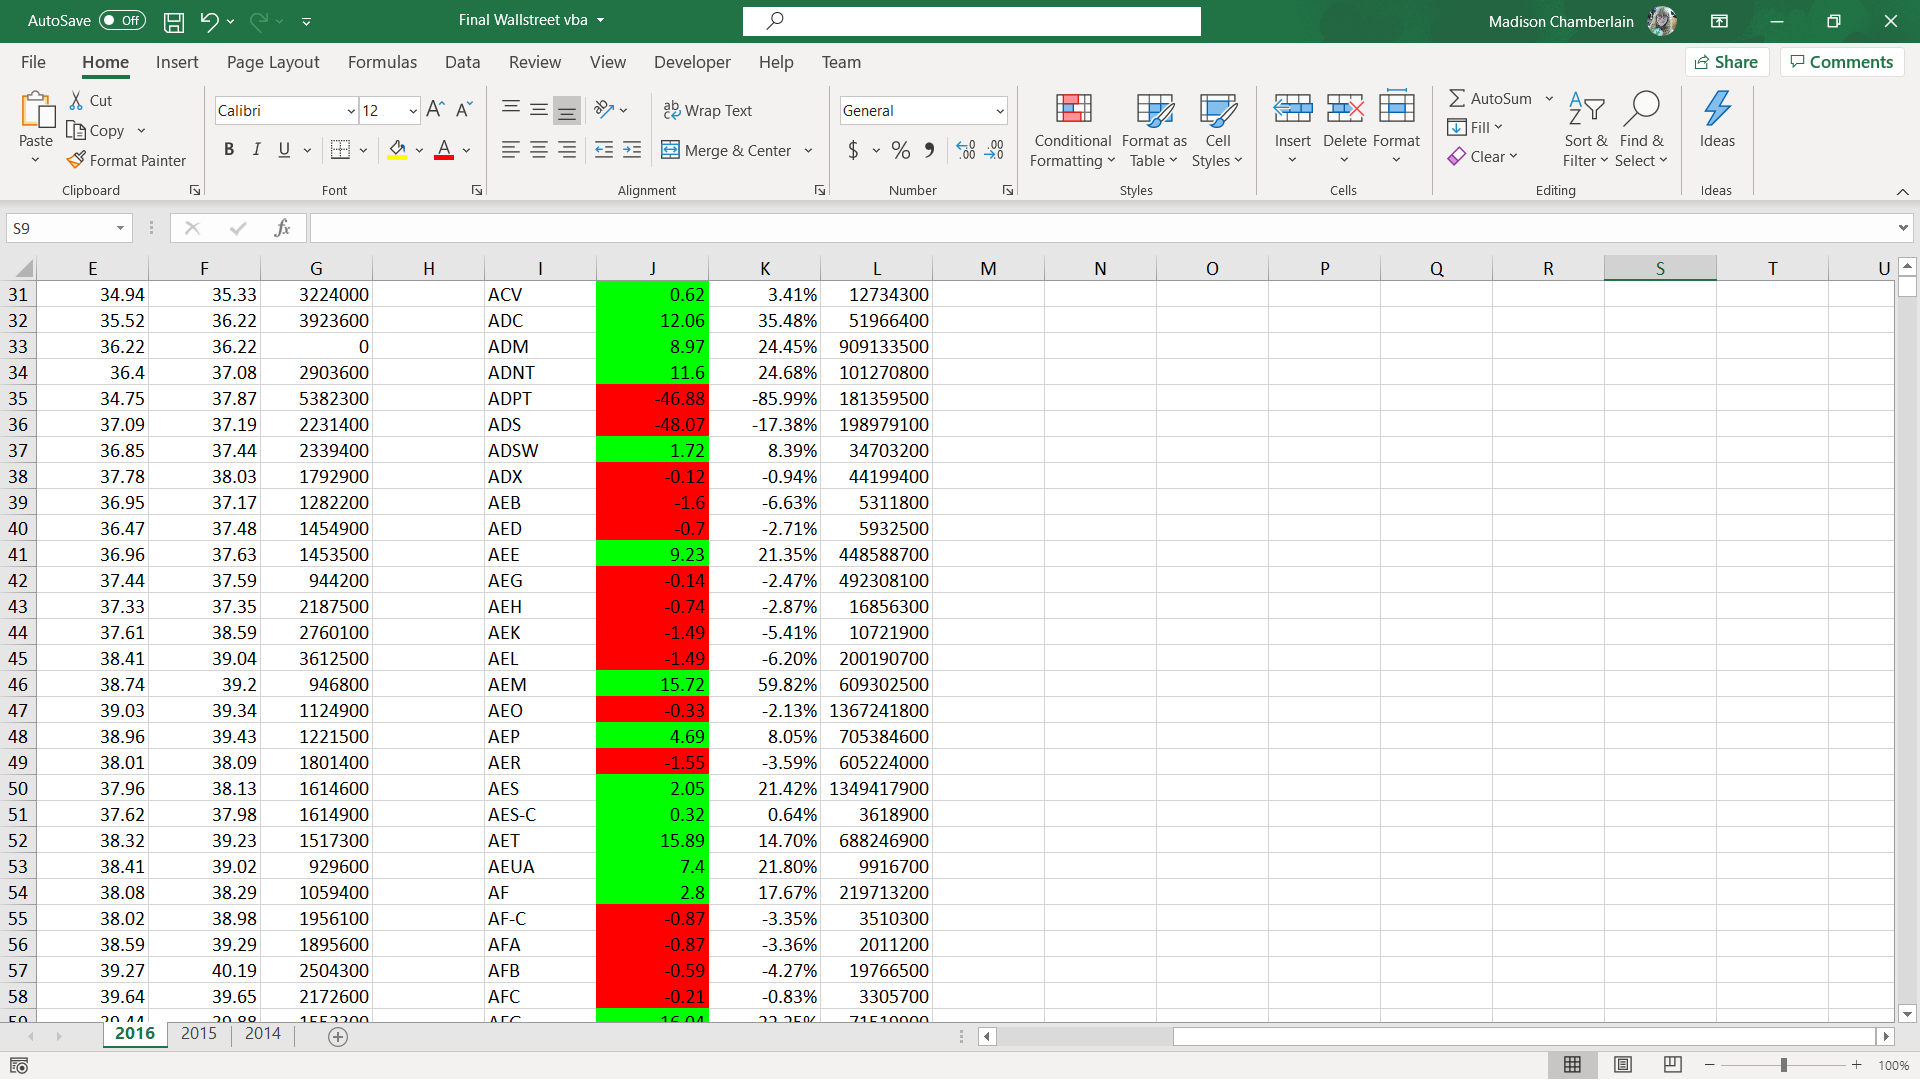 AutoSave Off Final Wallstreet vba Madison Chamberlain
File Home Insert Page Layout Formulas Data Review View Developer Help Team Share Comments
Paste Cut Copy Format Painter Clipboard
Calibri 12 A A B I U A Font
ab Wrap Text Merge & Center Alignment
General $ % , Number
Conditional Formatting Format as Table Cell Styles Styles
Insert Delete Format Cells
AutoSum Fill Clear Sort & Filter Find & Select Editing
Ideas Ideas
S9 fx
E F G H I J K L M N O P Q R S T U
31 34.94 35.33 3224000 ACV 0.62 3.41% 12734300
32 35.52 36.22 3923600 ADC 12.06 35.48% 51966400
33 36.22 36.22 0 ADM 8.97 24.45% 909133500
34 36.4 37.08 2903600 ADNT 11.6 24.68% 101270800
35 34.75 37.87 5382300 ADPT -46.88 -85.99% 181359500
36 37.09 37.19 2231400 ADS -48.07 -17.38% 198979100
37 36.85 37.44 2339400 ADSW 1.72 8.39% 34703200
38 37.78 38.03 1792900 ADX -0.12 -0.94% 44199400
39 36.95 37.17 1282200 AEB -1.6 -6.63% 5311800
40 36.47 37.48 1454900 AED -0.7 -2.71% 5932500
41 36.96 37.63 1453500 AEE 9.23 21.35% 448588700
42 37.44 37.59 944200 AEG -0.14 -2.47% 492308100
43 37.33 37.35 2187500 AEH -0.74 -2.87% 16856300
44 37.61 38.59 2760100 AEK -1.49 -5.41% 10721900
45 38.41 39.04 3612500 AEL -1.49 -6.20% 200190700
46 38.74 39.2 946800 AEM 15.72 59.82% 609302500
47 39.03 39.34 1124900 AEO -0.33 -2.13% 1367241800
48 38.96 39.43 1221500 AEP 4.69 8.05% 705384600
49 38.01 38.09 1801400 AER -1.55 -3.59% 605224000
50 37.96 38.13 1614600 AES 2.05 21.42% 1349417900
51 37.62 37.98 1614900 AES-C 0.32 0.64% 3618900
52 38.32 39.23 1517300 AET 15.89 14.70% 688246900
53 38.41 39.02 929600 AEUA 7.4 21.80% 9916700
54 38.08 38.29 1059400 AF 2.8 17.67% 219713200
55 38.02 38.98 1956100 AF-C -0.87 -3.35% 3510300
56 38.59 39.29 1895600 AFA -0.87 -3.36% 2011200
57 39.27 40.19 2504300 AFB -0.59 -4.27% 19766500
58 39.64 39.65 2172600 AFC -0.21 -0.83% 3305700
2016 2015 2014
100%